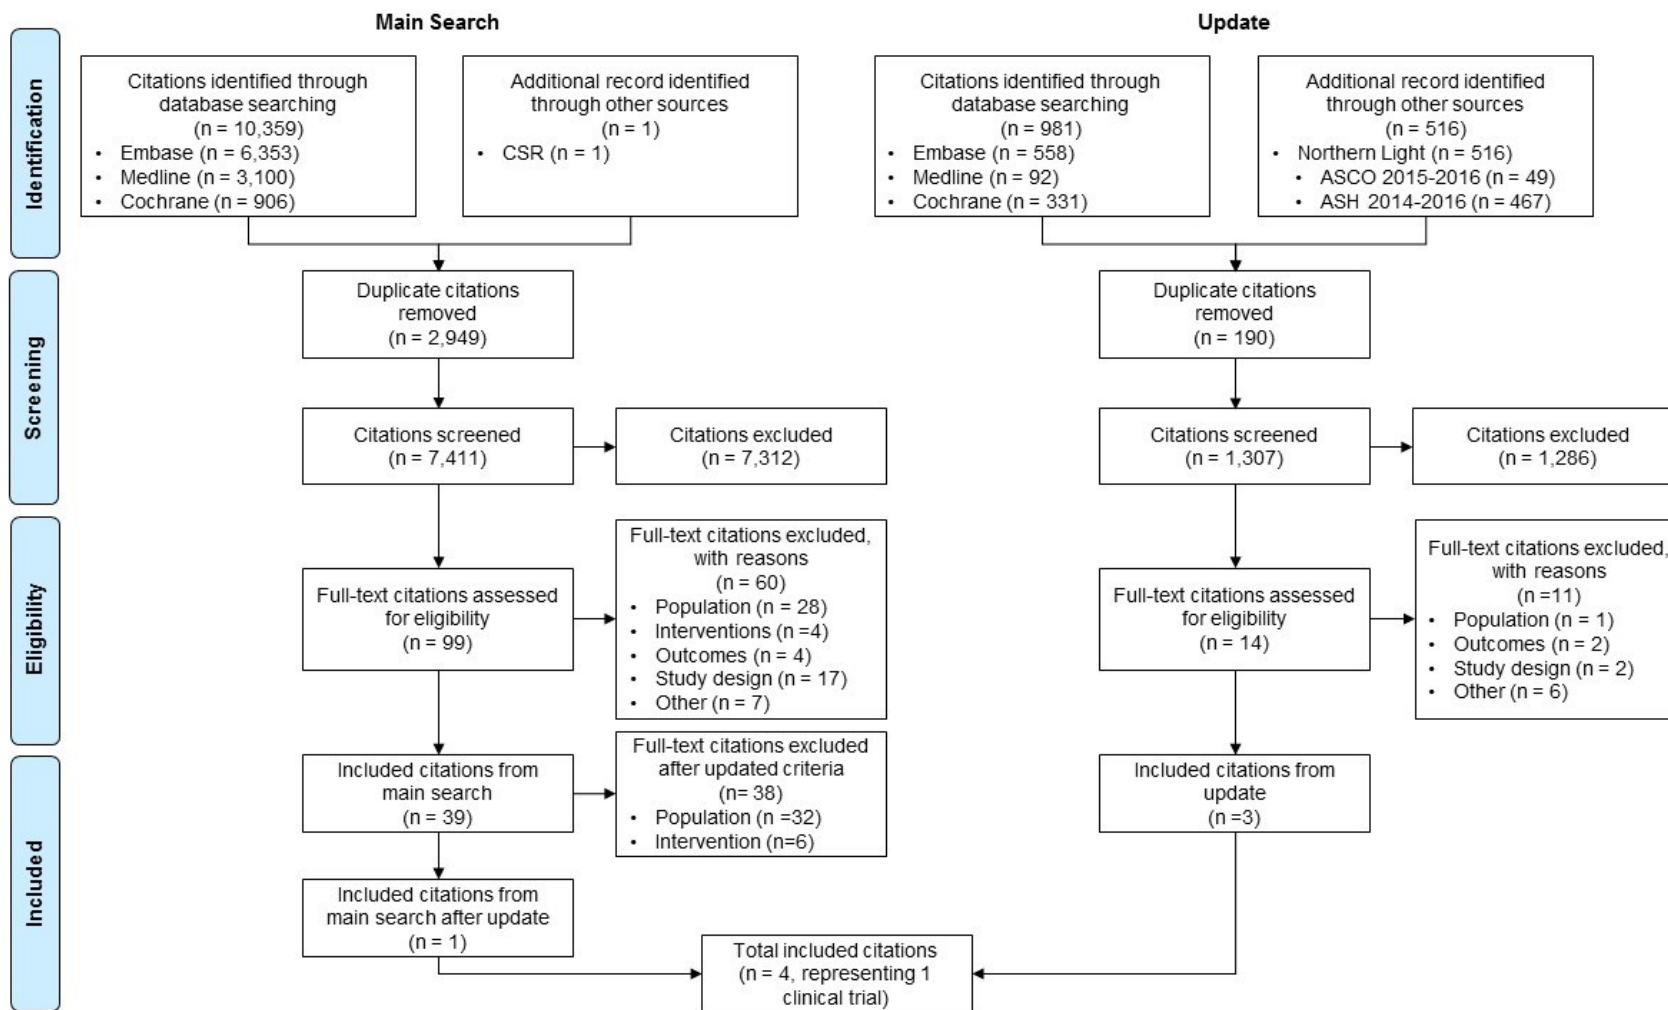 Main Search
Update
Identification
Citations identified through
database searching
(n = 10,359)
• Embase (n = 6,353)
• Medline (n = 3,100)
• Cochrane (n = 906)
Additional record identified
through other sources
(n = 1)
• CSR (n = 1)
Citations identified through
database searching
(n = 981)
• Embase (n = 558)
• Medline (n = 92)
• Cochrane (n = 331)
Additional record identified
through other sources
(n = 516)
• Northern Light (n = 516)
• ASCO 2015-2016 (n = 49)
• ASH 2014-2016 (n = 467)
Screening
Duplicate citations
removed
(n = 2,949)
Duplicate citations
removed
(n = 190)
Citations screened
(n = 7,411)
Citations excluded
(n = 7,312)
Citations screened
(n = 1,307)
Citations excluded
(n = 1,286)
Eligibility
Full-text citations assessed
for eligibility
(n = 99)
Full-text citations excluded,
with reasons
(n = 60)
• Population (n = 28)
• Interventions (n =4)
• Outcomes (n = 4)
• Study design (n = 17)
• Other (n = 7)
Full-text citations assessed
for eligibility
(n = 14)
Full-text citations excluded,
with reasons
(n =11)
• Population (n = 1)
• Outcomes (n = 2)
• Study design (n = 2)
• Other (n = 6)
Included
Included citations from
main search
(n = 39)
Full-text citations excluded
after updated criteria
(n= 38)
• Population (n =32)
• Intervention (n=6)
Included citations from
update
(n =3)
Included citations from
main search after update
(n = 1)
Total included citations
(n = 4, representing 1
clinical trial)